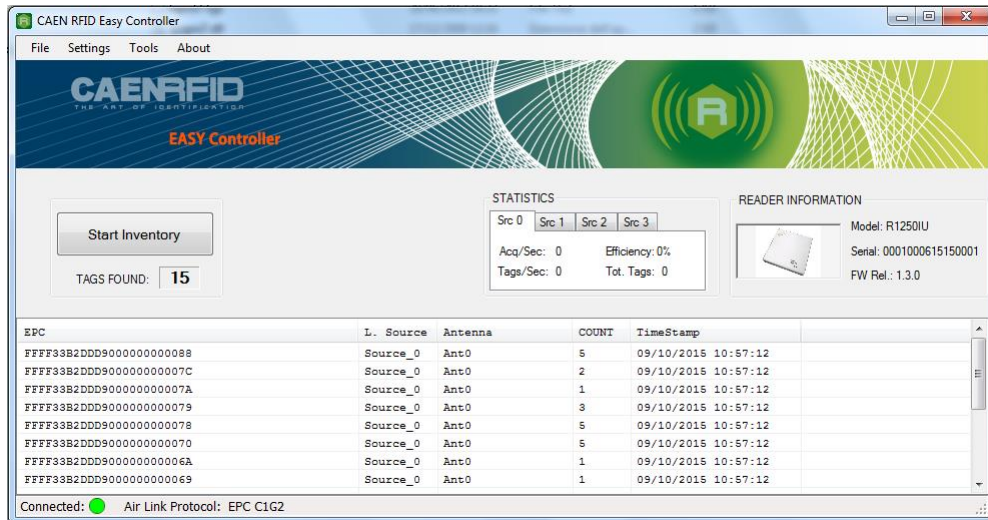 CAEN RFID Easy Controller
File Settings Tools About
CAENRFID
THE ART OF IDENTIFICATION
EASY Controller
R
Start Inventory
TAGS FOUND: 15
STATISTICS
Src 0 Src 1 Src 2 Src 3
Acq/Sec: 0 Efficiency: 0%
Tags/Sec: 0 Tot. Tags: 0
READER INFORMATION
Model: R1250IU
Serial: 0001000615150001
FW Rel.: 1.3.0
EPC L. Source Antenna COUNT TimeStamp
FFFF33B2DDD9000000000088 Source_0 Ant0 5 09/10/2015 10:57:12
FFFF33B2DDD900000000007C Source_0 Ant0 2 09/10/2015 10:57:12
FFFF33B2DDD900000000007A Source_0 Ant0 1 09/10/2015 10:57:12
FFFF33B2DDD9000000000079 Source_0 Ant0 3 09/10/2015 10:57:12
FFFF33B2DDD9000000000078 Source_0 Ant0 5 09/10/2015 10:57:12
FFFF33B2DDD9000000000070 Source_0 Ant0 5 09/10/2015 10:57:12
FFFF33B2DDD900000000006A Source_0 Ant0 1 09/10/2015 10:57:12
FFFF33B2DDD9000000000069 Source_0 Ant0 1 09/10/2015 10:57:12
Connected: Air Link Protocol: EPC C1G2